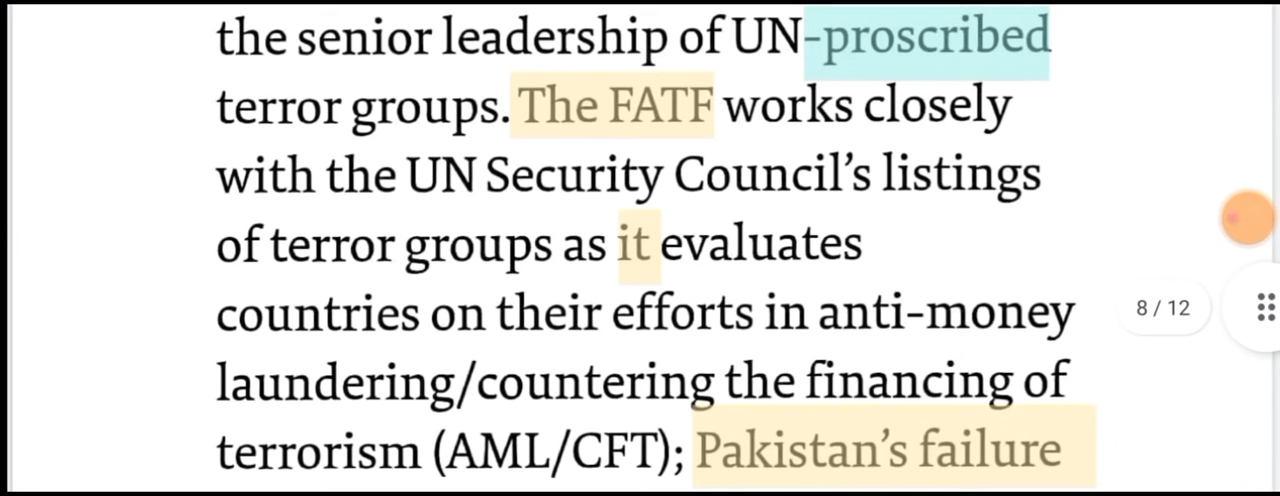 the senior leadership of UN-proscribed
terror groups. The FATF works closely
with the UN Security Council’s listings
of terror groups as it evaluates
countries on their efforts in anti-money
8 / 12
laundering/countering the financing of
terrorism (AML/CFT); Pakistan’s failure